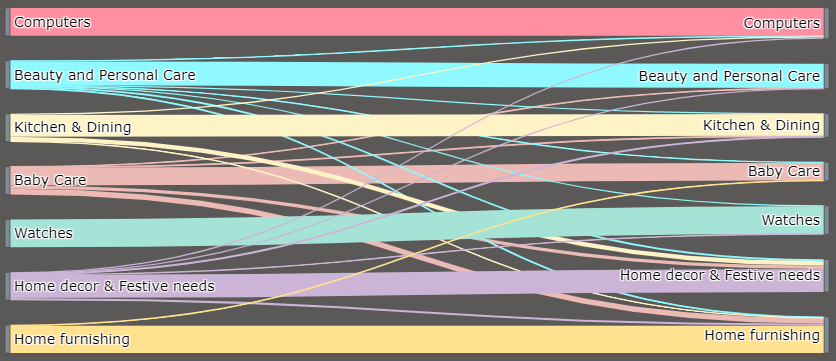 Computers
Computers
Beauty and Personal Care
Beauty and Personal Care
Kitchen & Dining
Kitchen & Dining
Baby Care
Baby Care
Watches
Watches
Home decor & Festive needs
Home decor & Festive needs
Home furnishing
Home furnishing